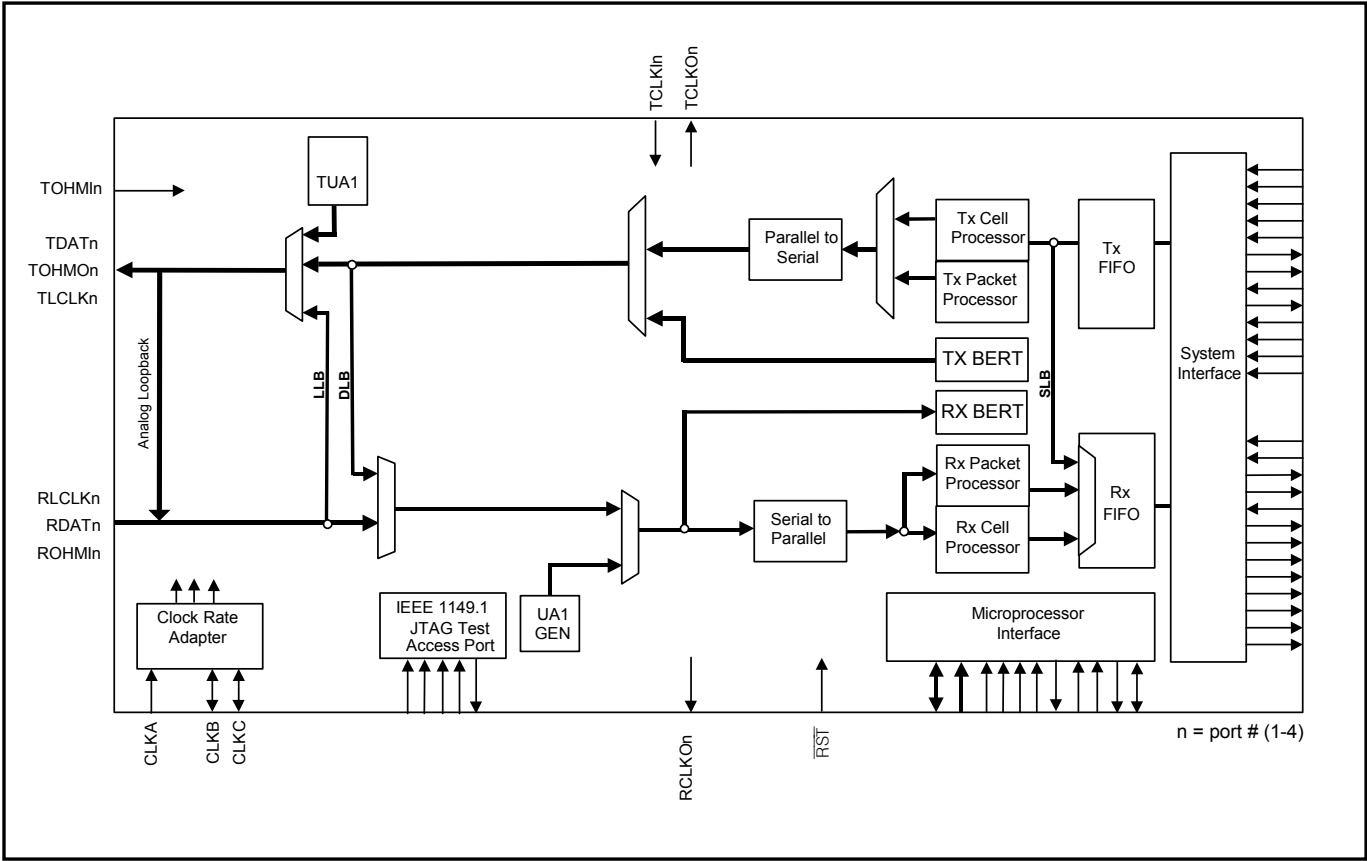 TCLKIn
TCLKOn
TUA1
TOHMIn
TDATn
TOHMOn
TLCLKn
Parallel to
Serial
Tx Cell
Processor
Tx Packet
Processor
Tx
FIFO
TX BERT
RX BERT
System
Interface
Analog Loopback
LLB
DLB
SLB
RLCLKn
RDATn
ROHMIn
Serial to
Parallel
Rx Packet
Processor
Rx Cell
Processor
Rx
FIFO
Clock Rate
Adapter
IEEE 1149.1
JTAG Test
Access Port
UA1
GEN
Microprocessor
Interface
CLKA
CLKB
CLKC
RCLKOn
RST
n = port # (1-4)